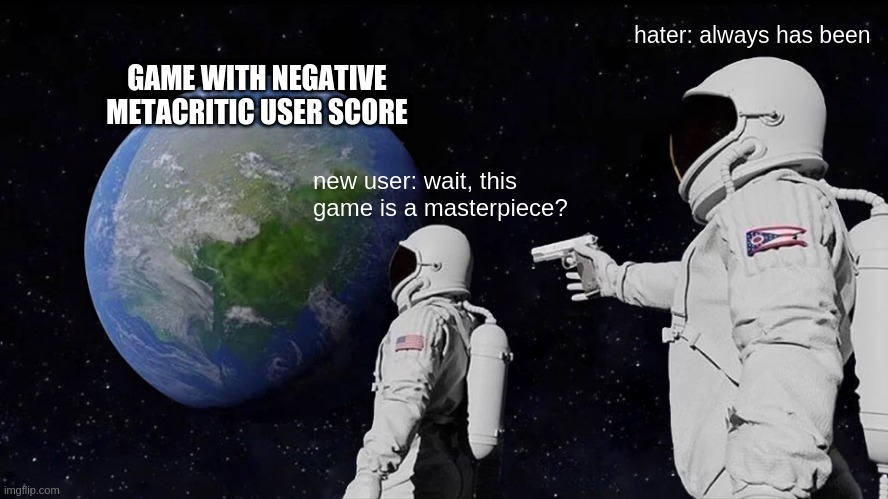 hater: always has been
GAME WITH NEGATIVE
METACRITIC USER SCORE
new user: wait, this
game is a masterpiece?
imgflip.com